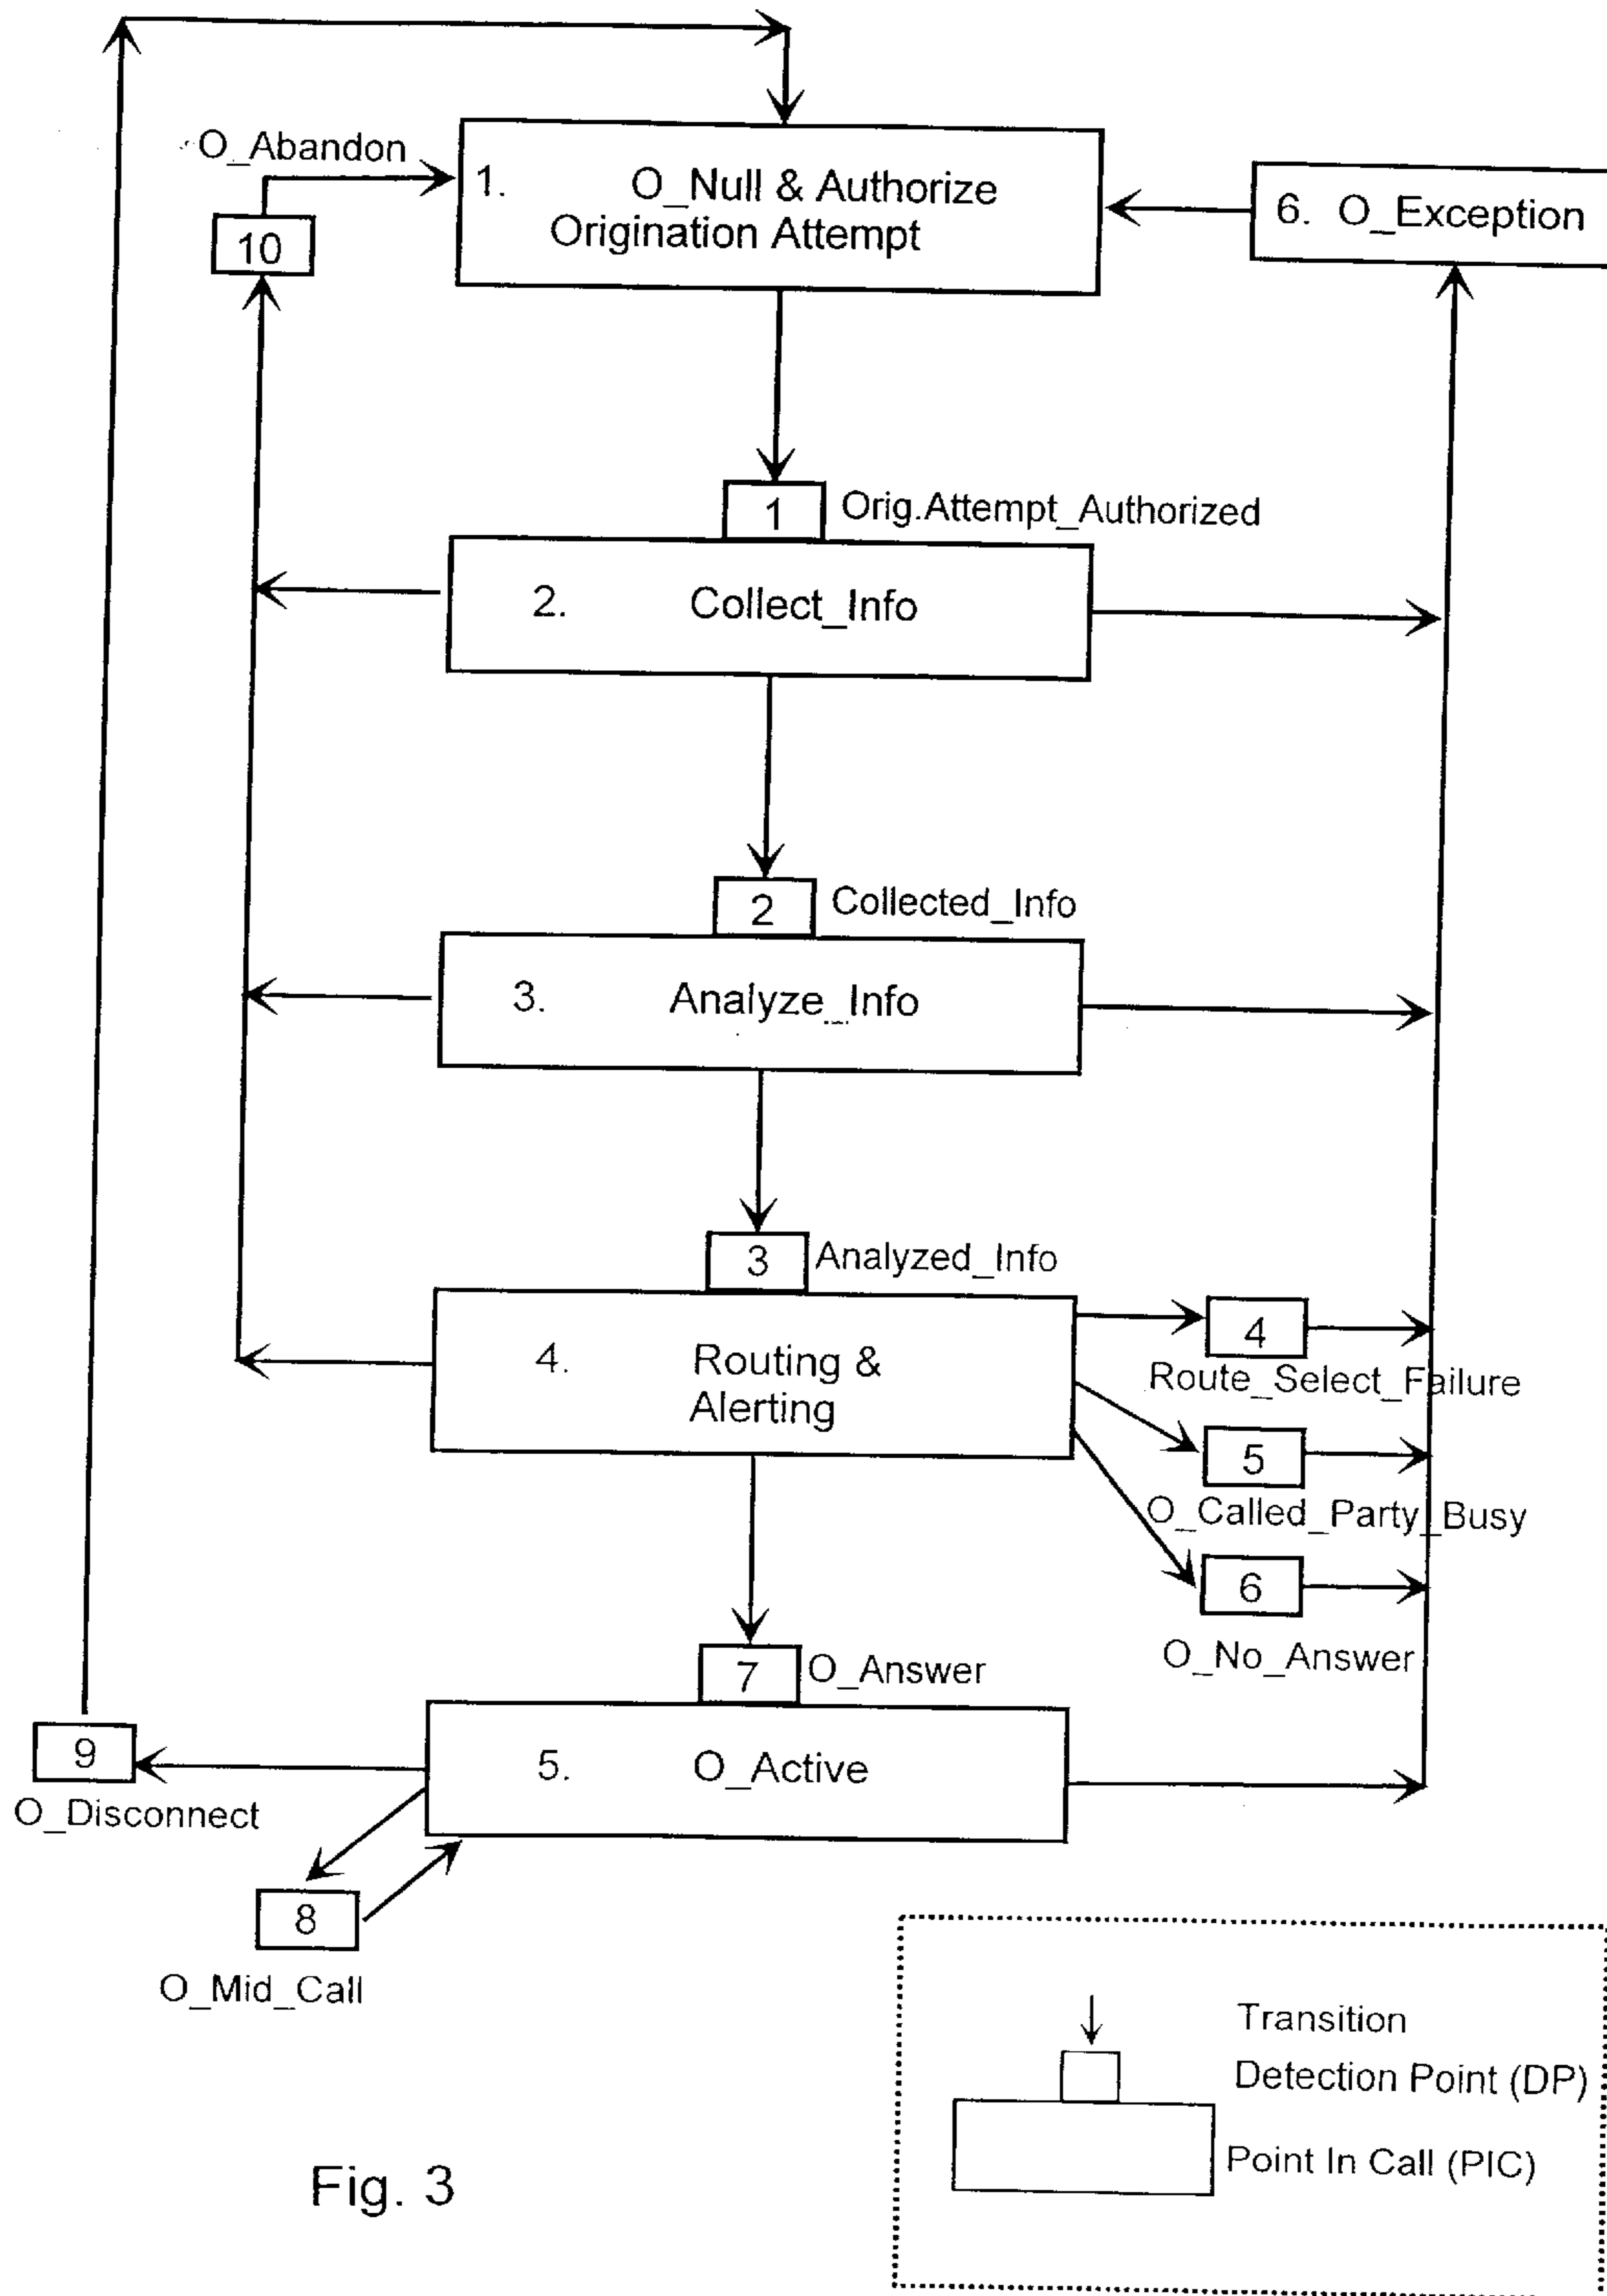 O_Abandon
10
1. O_Null & Authorize
Origination Attempt
6. O_Exception
1 Orig.Attempt_Authorized
2. Collect_Info
2 Collected_Info
3. Analyze_Info
3 Analyzed_Info
4. Routing &
Alerting
4
Route_Select_Failure
5
O_Called_Party_Busy
6
O_No_Answer
7 O_Answer
5. O_Active
9
O_Disconnect
8
O_Mid_Call
Transition
Detection Point (DP)
Point In Call (PIC)
Fig. 3